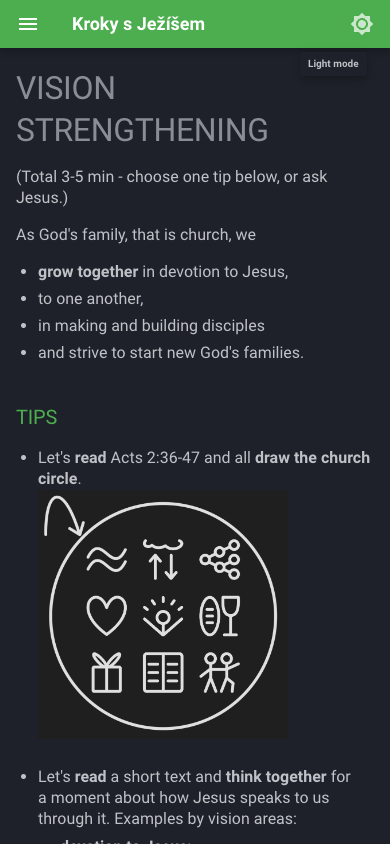 Kroky s Ježíšem
Light mode
VISION
STRENGTHENING
(Total 3-5 min - choose one tip below, or ask
Jesus.)
As God's family, that is church, we
• grow together in devotion to Jesus,
• to one another,
• in making and building disciples
• and strive to start new God's families.
TIPS
• Let's read Acts 2:36-47 and all draw the church
circle.
• Let's read a short text and think together for
a moment about how Jesus speaks to us
through it. Examples by vision areas: